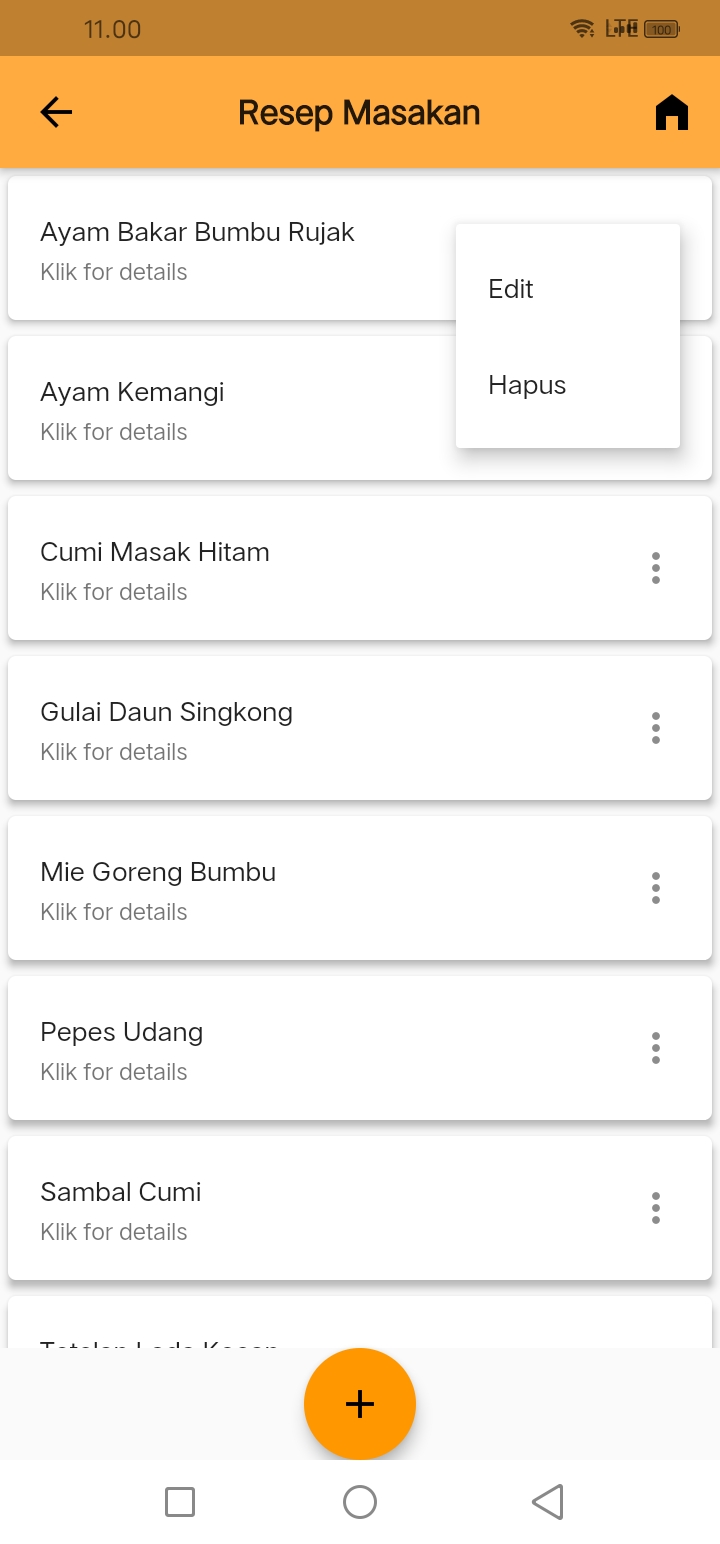 11.00
LTE 100
Resep Masakan
Ayam Bakar Bumbu Rujak
Klik for details
Edit
Hapus
Ayam Kemangi
Klik for details
Cumi Masak Hitam
Klik for details
Gulai Daun Singkong
Klik for details
Mie Goreng Bumbu
Klik for details
Pepes Udang
Klik for details
Sambal Cumi
Klik for details